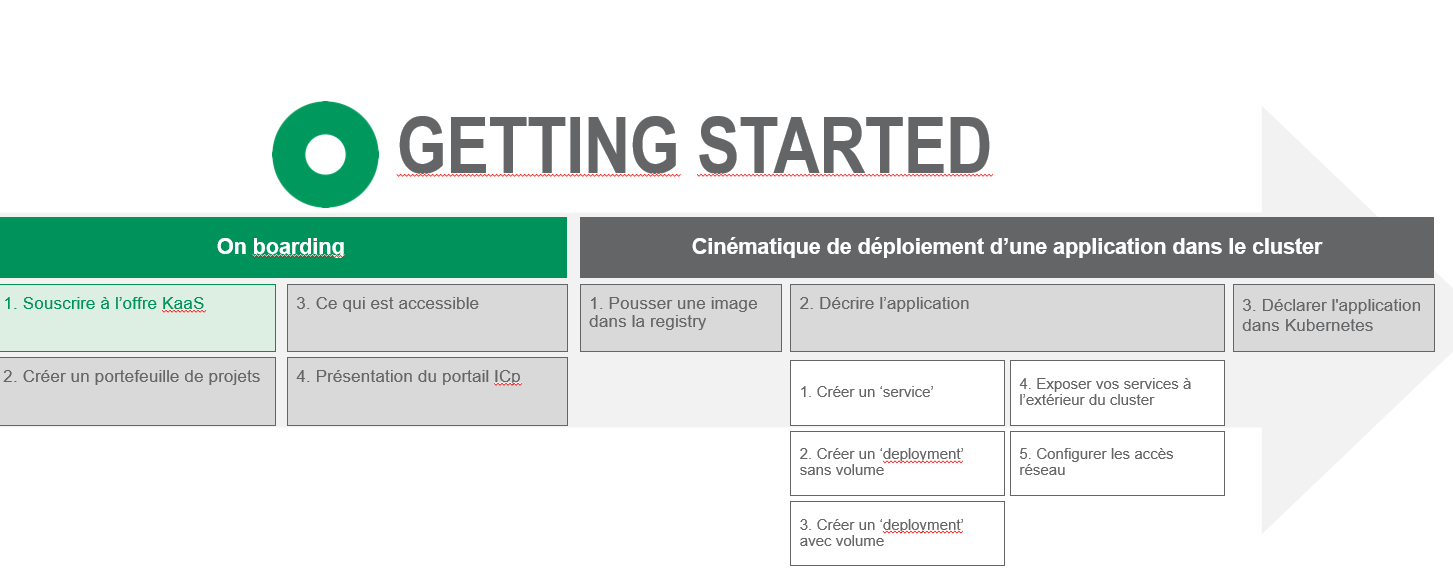 GETTING STARTED
On boarding
Cinématique de déploiement d’une application dans le cluster
1. Souscrire à l’offre KaaS
3. Ce qui est accessible
2. Créer un portefeuille de projets
4. Présentation du portail ICp
1. Pousser une image
dans la registry
2. Décrire l’application
3. Déclarer l'application
dans Kubernetes
1. Créer un ‘service’
4. Exposer vos services à
l’extérieur du cluster
2. Créer un ‘deployment’
sans volume
5. Configurer les accès
réseau
3. Créer un ‘deployment’
avec volume